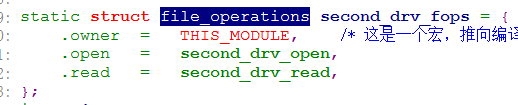 static struct file_operations second_drv_fops = {
.owner = THIS_MODULE, /* 这是一个宏，推向编译
.open = second_drv_open,
.read = second_drv_read,
};